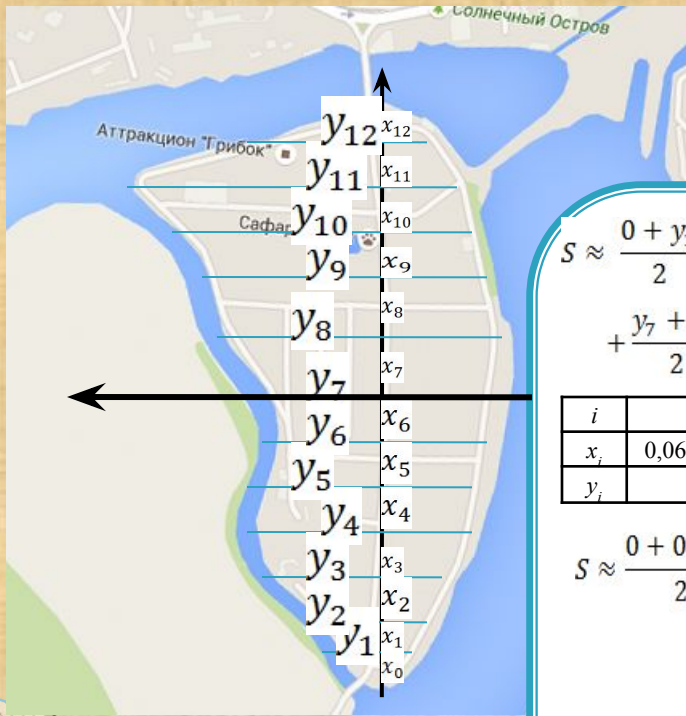 Солнечный Остров
Аттракцион "Грибок"
y₁₂ x₁₂
y₁₁ x₁₁
y₁₀ x₁₀
Сафар
y₉ x₉
y₈ x₈
y₇ x₇
y₆ x₆
y₅ x₅
y₄ x₄
y₃ x₃
y₂ x₂
y₁ x₁
x₀
S ≈ 0 + y
2
+ y₇ +
2
i
xᵢ 0,06
yᵢ
S ≈ 0 + 0
2